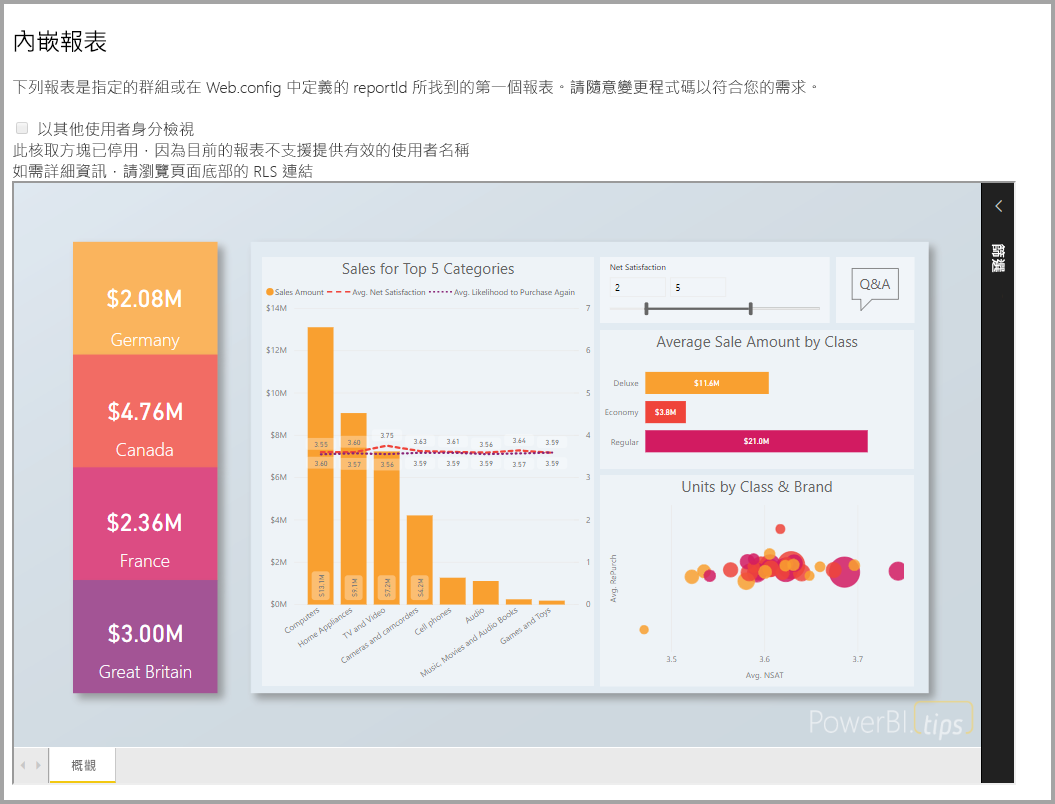 內嵌報表
下列報表是指定的群組或在 Web.config 中定義的 reportId 所找到的第一個報表。請隨意變更程式碼以符合您的需求。
以其他使用者身分檢視
此核取方塊已停用，因為目前的報表不支援提供有效的使用者名稱
如需詳細資訊，請瀏覽頁面底部的 RLS 連結
篩選
$2.08M
Germany
$4.76M
Canada
$2.36M
France
$3.00M
Great Britain
Sales for Top 5 Categories
Sales Amount Avg. Net Satisfaction Avg. Likelihood to Purchase Again
$14M 7
$12M 6
$10M 5
$8M 4
$6M 3
$4M 2
$2M 1
$0M 0
3.55 3.60 3.75 3.63 3.61 3.56 3.64 3.59
3.60 3.57 3.56 3.59 3.59 3.59 3.57 3.59
$13.1M $9.1M $7.2M $4.2M
Computers
Home Appliances
TV and Video
Cameras and camcorders
Cell phones
Audio
Music, Movies and Audio Books
Games and Toys
Net Satisfaction
2 5
Q&A
Average Sale Amount by Class
Deluxe $11.6M
Economy $3.8M
Regular $21.0M
Units by Class & Brand
Avg. RePurch
3.5 3.6 3.7
Avg. NSAT
PowerBI.tips
概觀